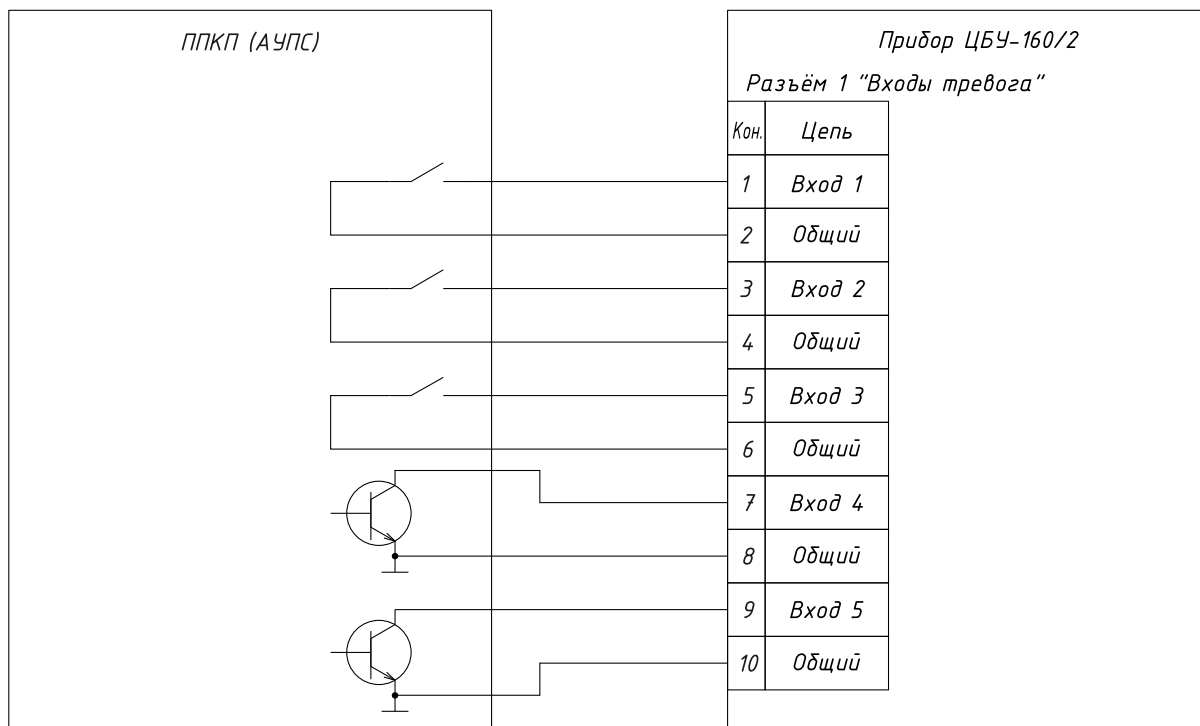 ППКП (АУПС)
Прибор ЦБУ-160/2
Разъём 1 "Входы тревога"
Кон. Цепь
1 Вход 1
2 Общий
3 Вход 2
4 Общий
5 Вход 3
6 Общий
7 Вход 4
8 Общий
9 Вход 5
10 Общий